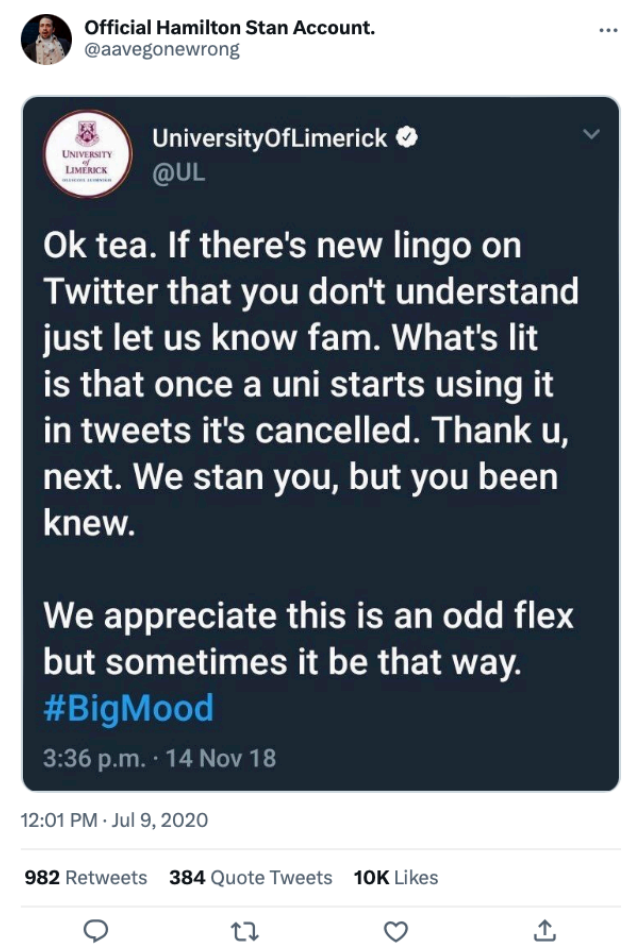 Official Hamilton Stan Account.
@aavegonewrong
UNIVERSITY
of
LIMERICK
UniversityOfLimerick
@UL
Ok tea. If there's new lingo on
Twitter that you don't understand
just let us know fam. What's lit
is that once a uni starts using it
in tweets it's cancelled. Thank u,
next. We stan you, but you been
knew.
We appreciate this is an odd flex
but sometimes it be that way.
#BigMood
3:36 p.m. · 14 Nov 18
12:01 PM · Jul 9, 2020
982 Retweets 384 Quote Tweets 10K Likes